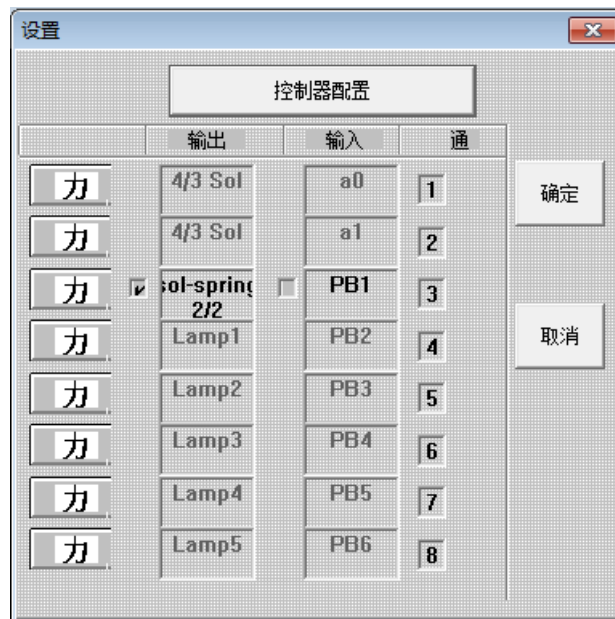 设置
控制器配置
输出 输入 通
力 4/3 Sol a0 1
力 4/3 Sol a1 2
力 sol-spring 2/2 PB1 3
力 Lamp1 PB2 4
力 Lamp2 PB3 5
力 Lamp3 PB4 6
力 Lamp4 PB5 7
力 Lamp5 PB6 8
确定
取消